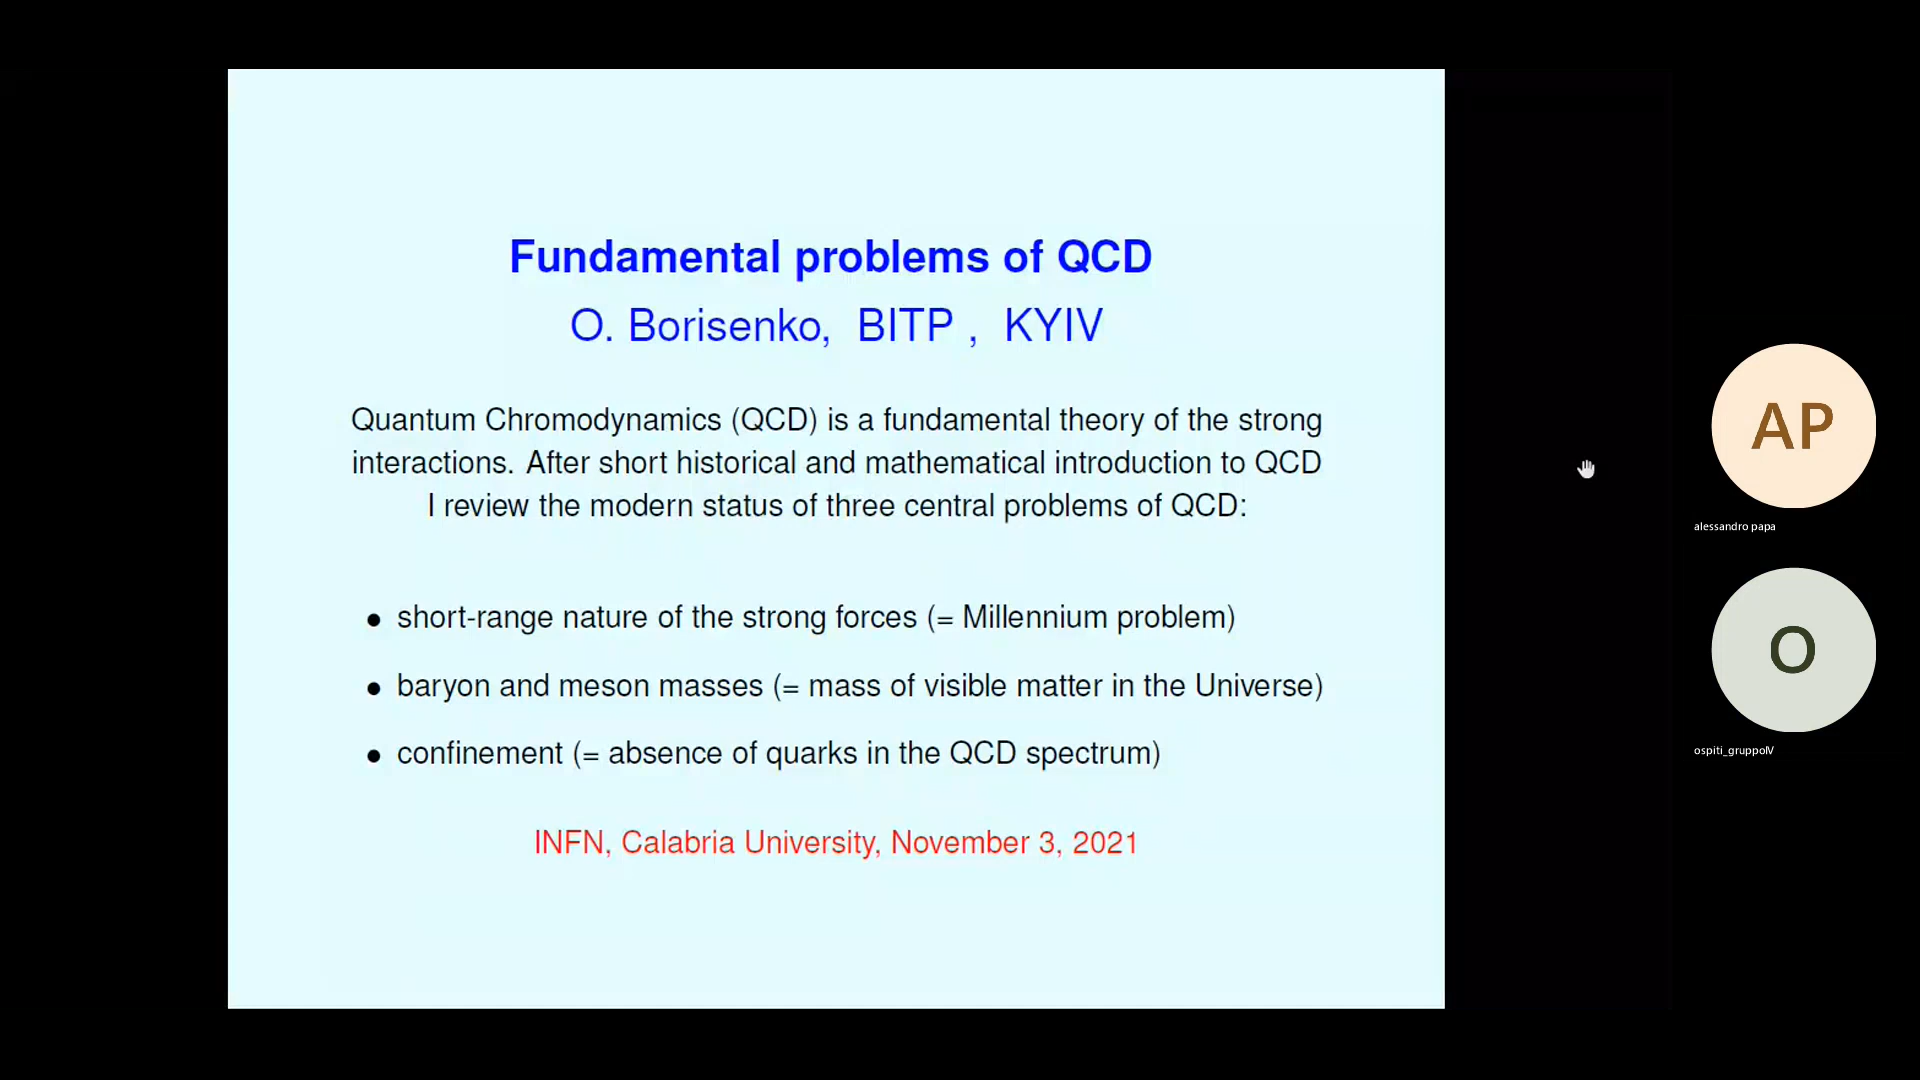 Fundamental problems of QCD
O. Borisenko, BITP , KYIV
Quantum Chromodynamics (QCD) is a fundamental theory of the strong
interactions. After short historical and mathematical introduction to QCD
I review the modern status of three central problems of QCD:
• short-range nature of the strong forces (= Millennium problem)
• baryon and meson masses (= mass of visible matter in the Universe)
• confinement (= absence of quarks in the QCD spectrum)
INFN, Calabria University, November 3, 2021
AP
alessandro papa
O
ospiti_gruppoIV